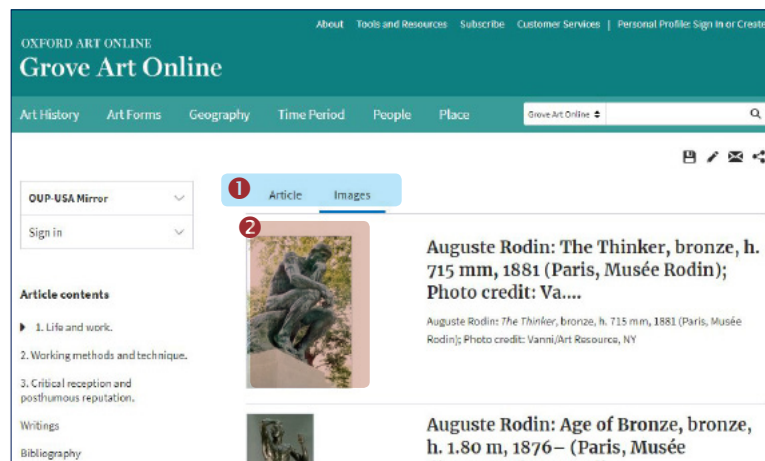 About Tools and Resources Subscribe Customer Services | Personal Profile: Sign In or Create
OXFORD ART ONLINE
Grove Art Online
Art History Art Forms Geography Time Period People Place Grove Art Online
OUP-USA Mirror
Sign in
1 Article Images
2
Article contents
1. Life and work.
2. Working methods and technique.
3. Critical reception and
posthumous reputation.
Writings
Bibliography
Auguste Rodin: The Thinker, bronze, h.
715 mm, 1881 (Paris, Musée Rodin);
Photo credit: Va....
Auguste Rodin: The Thinker, bronze, h. 715 mm, 1881 (Paris, Musée
Rodin); Photo credit: Vanni/Art Resource, NY
Auguste Rodin: Age of Bronze, bronze,
h. 1.80 m, 1876– (Paris, Musée